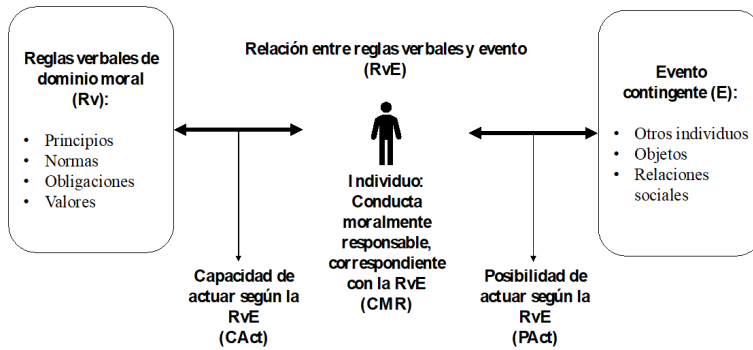 Reglas verbales de
dominio moral
(Rv):
• Principios
• Normas
• Obligaciones
• Valores
Relación entre reglas verbales y evento
(RvE)
Individuo:
Conducta
moralmente
responsable,
correspondiente
con la RvE
(CMR)
Evento
contingente (E):
• Otros individuos
• Objetos
• Relaciones
sociales
Capacidad de
actuar según la
RvE
(CAct)
Posibilidad de
actuar según la
RvE
(PAct)